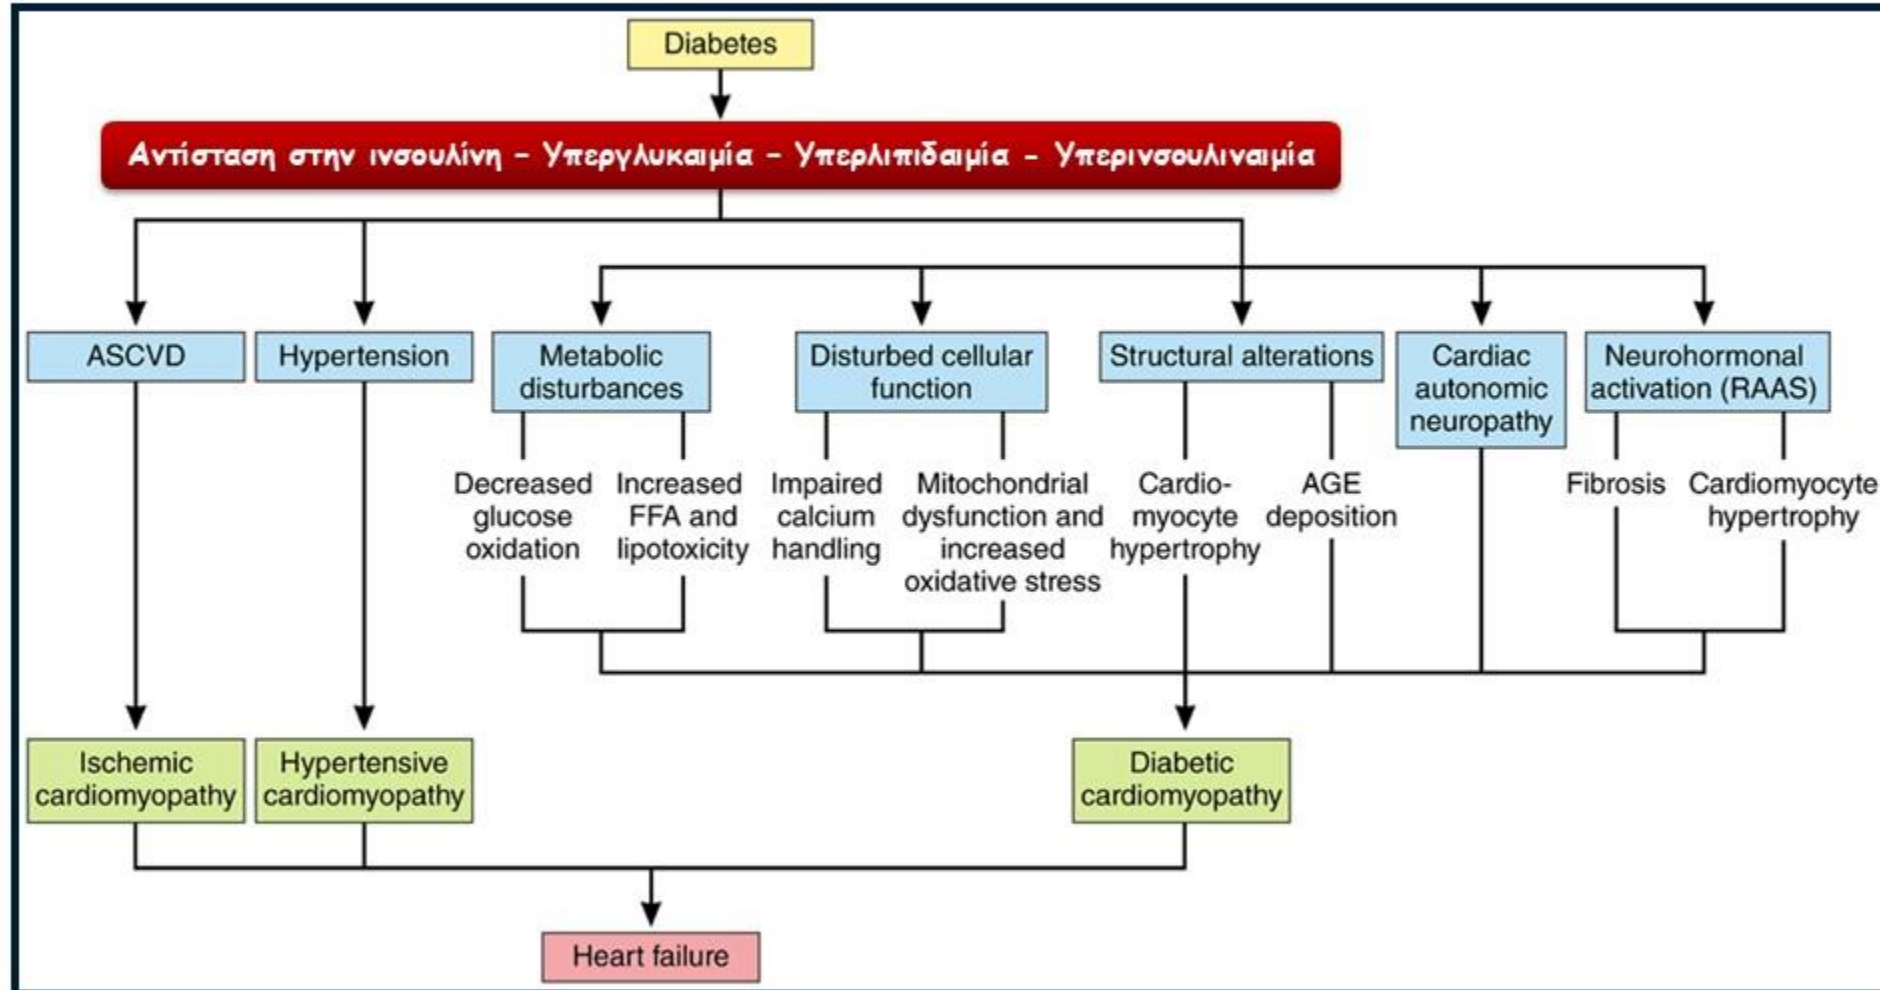 Diabetes
Αντίσταση στην ινσουλίνη – Υπεργλυκαιμία – Υπερλιπιδαιμία - Υπερινσουλιναιμία
ASCVD
Hypertension
Metabolic
disturbances
Disturbed cellular
function
Structural alterations
Cardiac
autonomic
neuropathy
Neurohormonal
activation (RAAS)
Decreased
glucose
oxidation
Increased
FFA and
lipotoxicity
Impaired
calcium
handling
Mitochondrial
dysfunction and
increased
oxidative stress
Cardio-
myocyte
hypertrophy
AGE
deposition
Fibrosis
Cardiomyocyte
hypertrophy
Ischemic
cardiomyopathy
Hypertensive
cardiomyopathy
Diabetic
cardiomyopathy
Heart failure